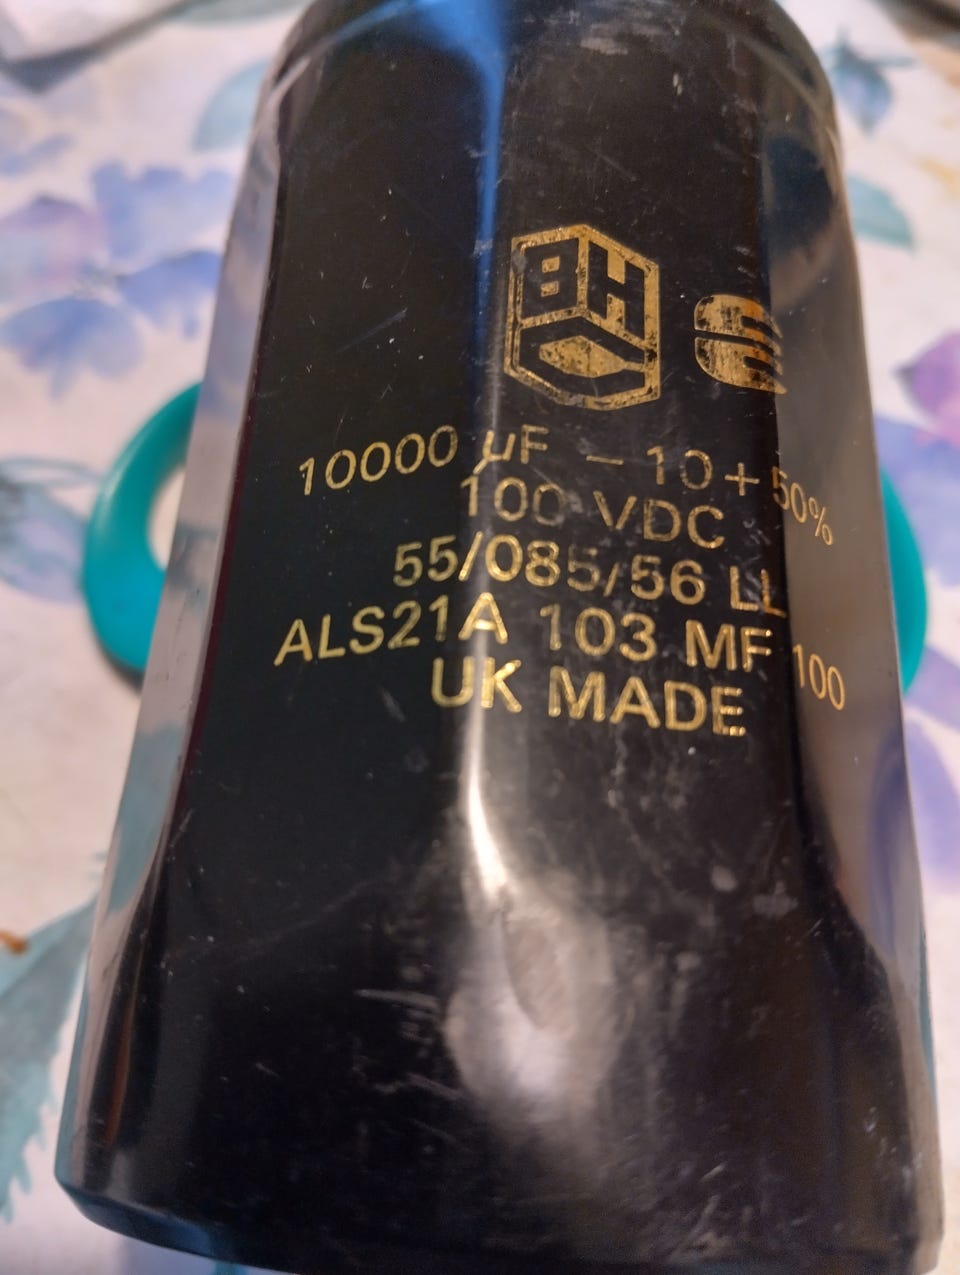 BHC
10000 µF – 10 + 50%
100 VDC
55/085/56 LL
ALS21A 103 MF 100
UK MADE